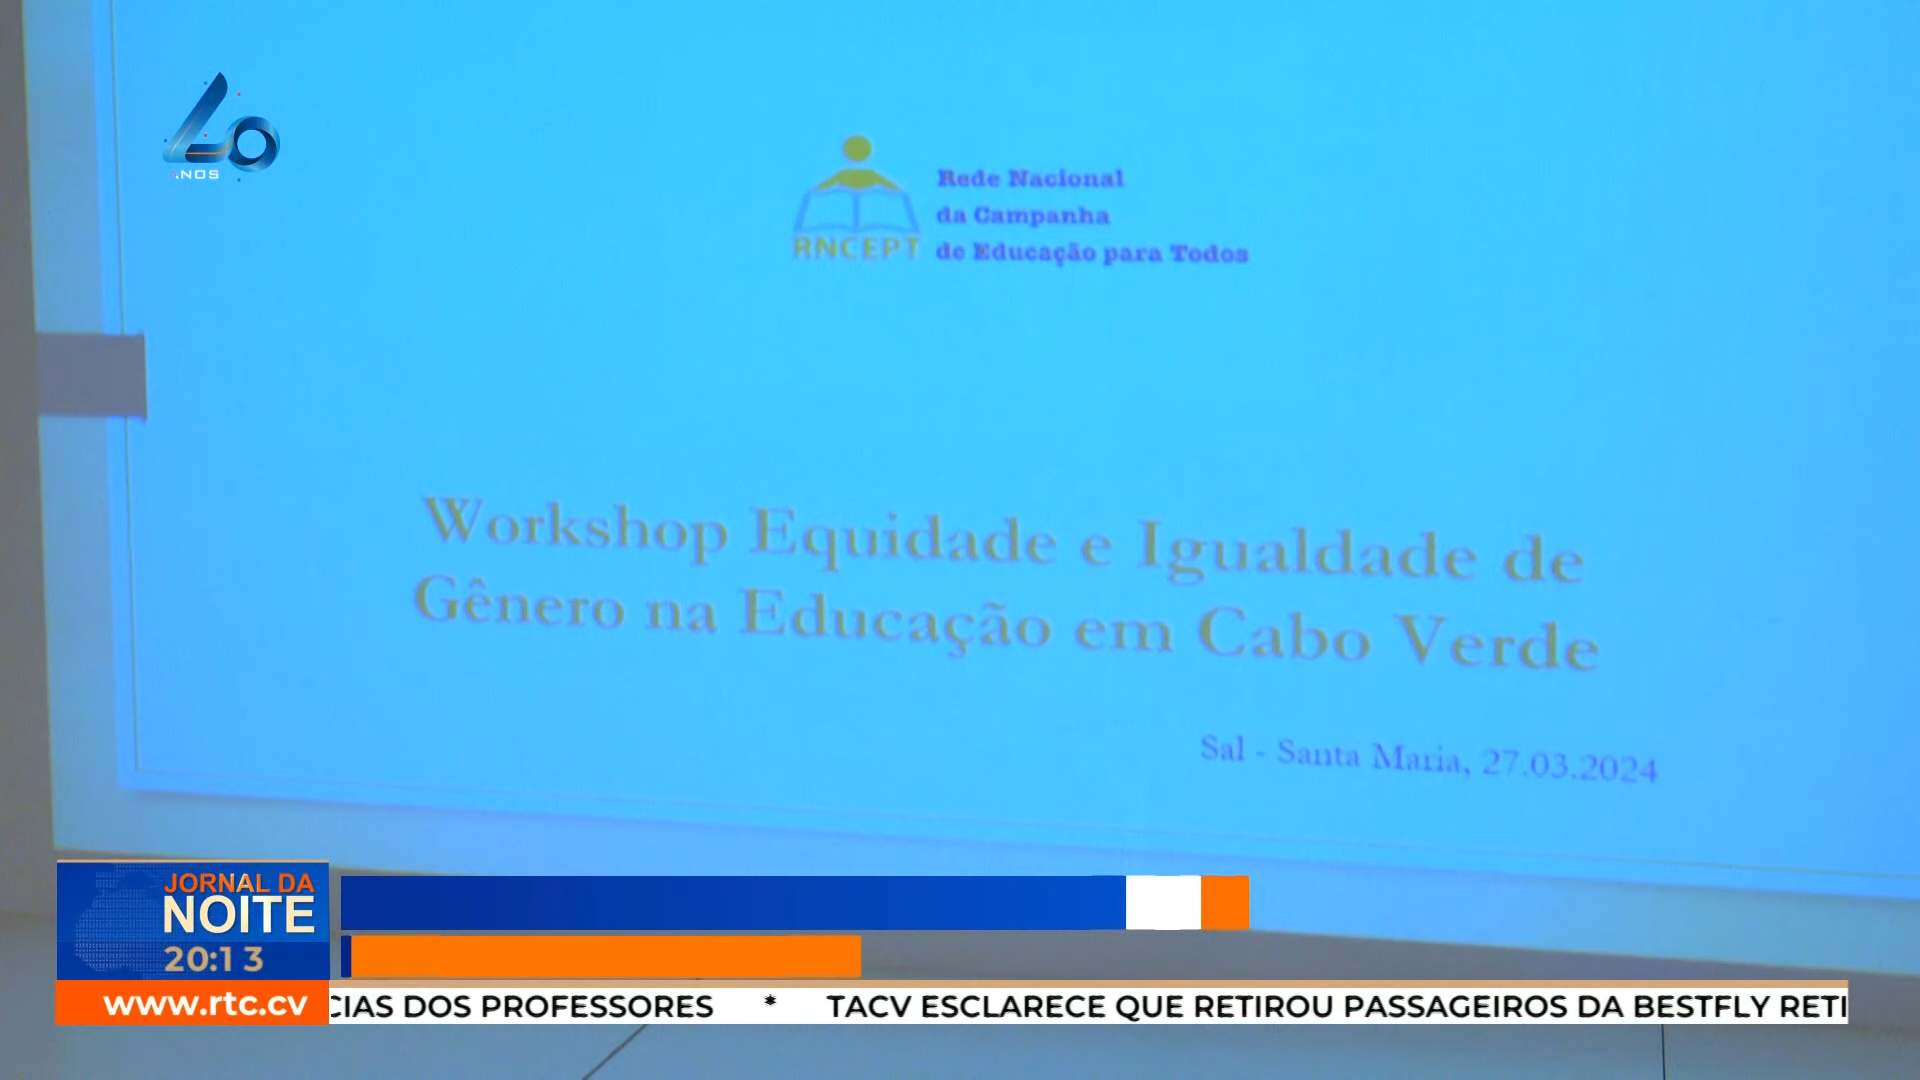 40
ANOS
Rede Nacional
da Campanha
de Educação para Todos
RNCEPT
Workshop Equidade e Igualdade de
Gênero na Educação em Cabo Verde
Sal - Santa Maria, 27.03.2024
JORNAL DA
NOITE
20:13
www.rtc.cv
CIAS DOS PROFESSORES * TACV ESCLARECE QUE RETIROU PASSAGEIROS DA BESTFLY RETI